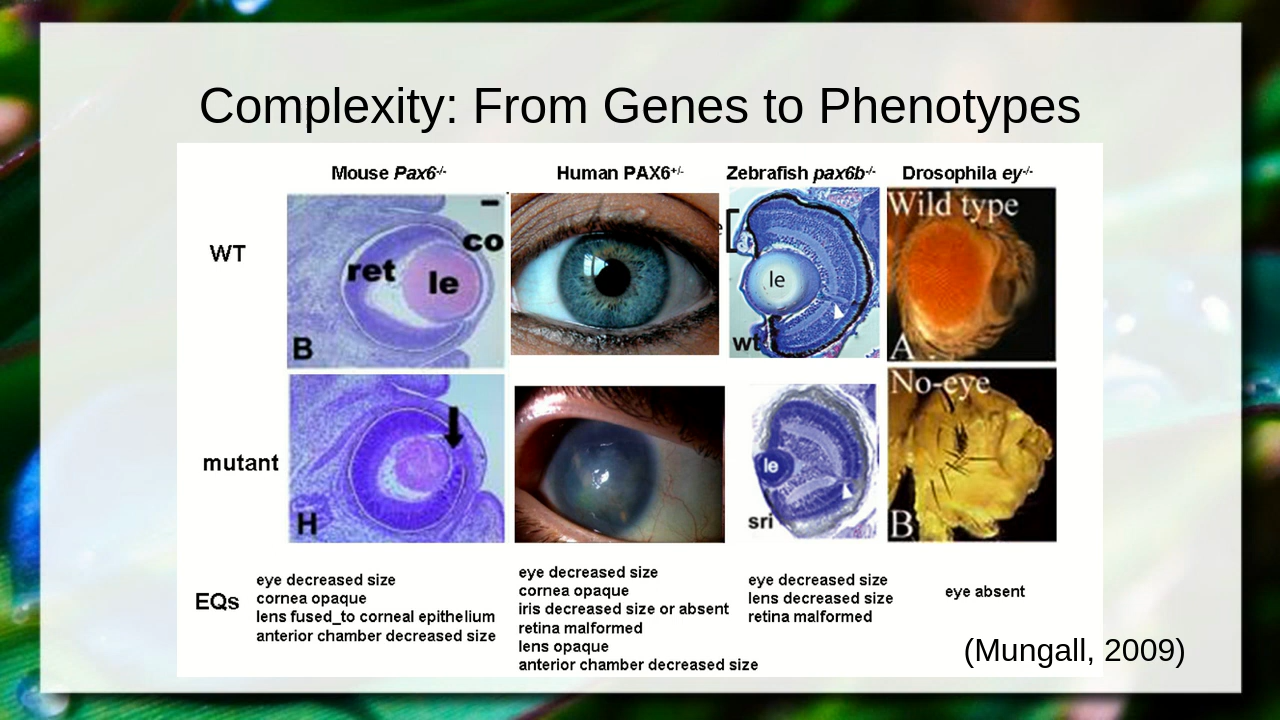 Complexity: From Genes to Phenotypes
Mouse Pax6-/-
Human PAX6+/-
Zebrafish pax6b-/-
Drosophila ey-/-
WT
ret
le
co
B
e
le
wt
Wild type
A
mutant
H
le
sri
No-eye
B
EQs
eye decreased size
cornea opaque
lens fused_to corneal epithelium
anterior chamber decreased size
eye decreased size
cornea opaque
iris decreased size or absent
retina malformed
lens opaque
anterior chamber decreased size
eye decreased size
lens decreased size
retina malformed
eye absent
(Mungall, 2009)